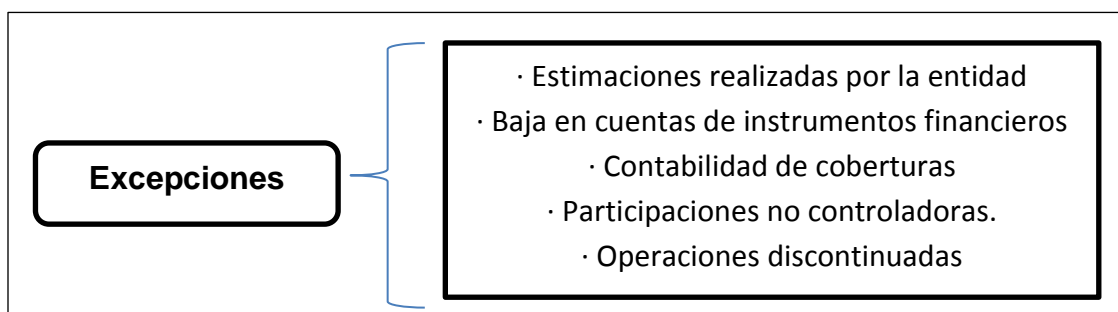 Excepciones
· Estimaciones realizadas por la entidad
· Baja en cuentas de instrumentos financieros
· Contabilidad de coberturas
· Participaciones no controladoras.
· Operaciones discontinuadas